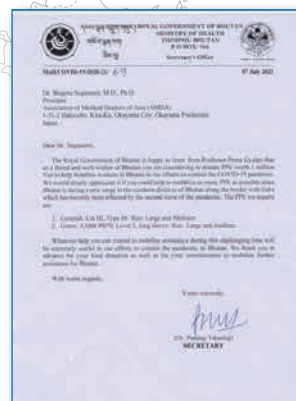 ROYAL GOVERNMENT OF BHUTAN
MINISTRY OF HEALTH
THIMPHU, BHUTAN
P.O BOX: 766
Secretary's Office
MoH/COVID-19/2020-21/ 69 07 July 2021
Dr. Shigeru Suganami, M.D., Ph.D.
President
Association of Medical Doctors of Asia (AMDA)
Okayama City, Okayama Prefecture
Japan
Dear Dr. Suganami,
The Royal Government of Bhutan is happy to learn from Professor Pema Gyalpo that
as a friend and well-wisher of Bhutan you are considering to donate PPE worth 1 million
Yen to help frontline workers in Bhutan in our efforts to contain the COVID-19 pandemic.
We would deeply appreciate it if you could help to mobilize as many PPE as possible since
Bhutan is facing a new surge in the southern districts of Bhutan along the border with India
which has recently been affected by the second wave of the pandemic. The PPE we require
are:
1. Coverall: Cat III, Type Size: Large and Medium
2. Gown: AAMI PB70: Level 3, long sleeve: Size: Large and medium.
Whatever help you can extend to mobilize assistance during this challenging time will
be extremely useful in our efforts to contain the pandemic in Bhutan. We thank you in
advance for your kind donation as well as for your commitment to mobilize further
assistance for Bhutan.
With warm regards,
Yours sincerely,
SECRETARY